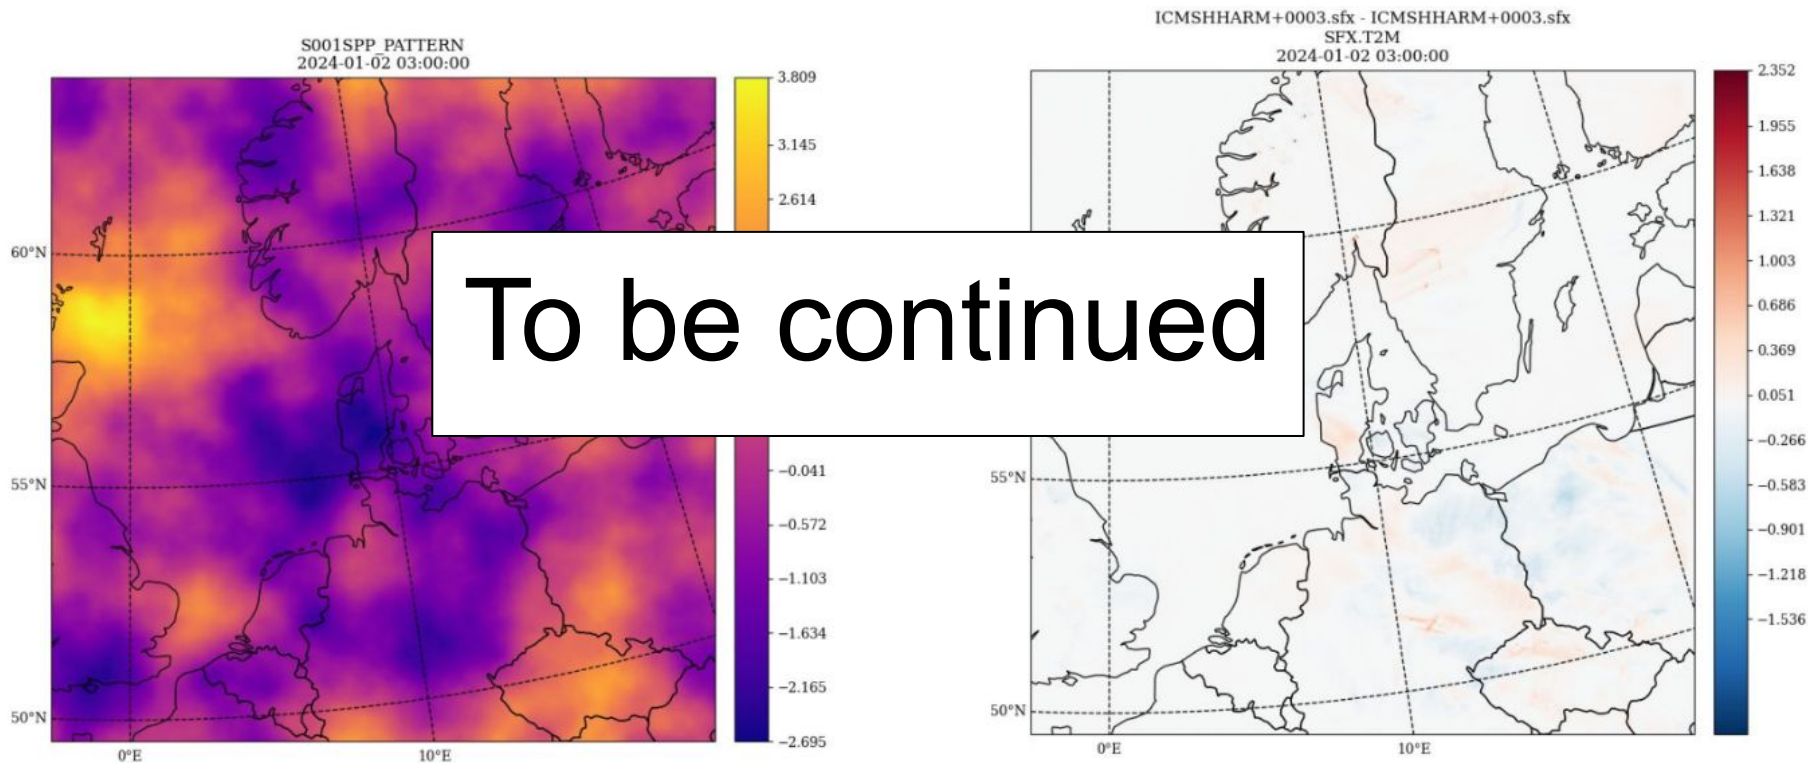 S001SPP_PATTERN
2024-01-02 03:00:00
3.809
3.145
2.614
-0.041
-0.572
-1.103
-1.634
-2.165
-2.695
60°N
55°N
50°N
0°E
10°E
To be continued
ICMSHHARM+0003.sfx - ICMSHHARM+0003.sfx
SFX.T2M
2024-01-02 03:00:00
2.352
1.955
1.638
1.321
1.003
0.686
0.369
0.051
-0.266
-0.583
-0.901
-1.218
-1.536
55°N
50°N
0°E
10°E